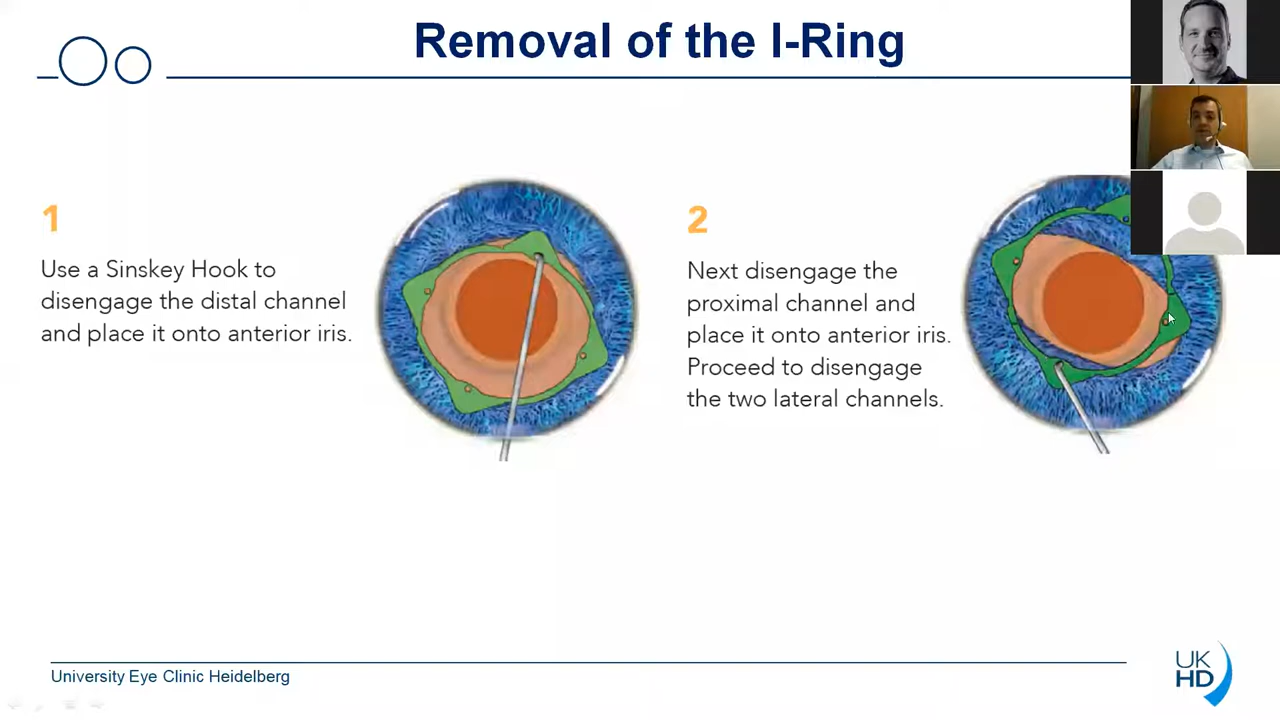 Removal of the I-Ring
1
Use a Sinskey Hook to
disengage the distal channel
and place it onto anterior iris.
2
Next disengage the
proximal channel and
place it onto anterior iris.
Proceed to disengage
the two lateral channels.
University Eye Clinic Heidelberg
UK
HD